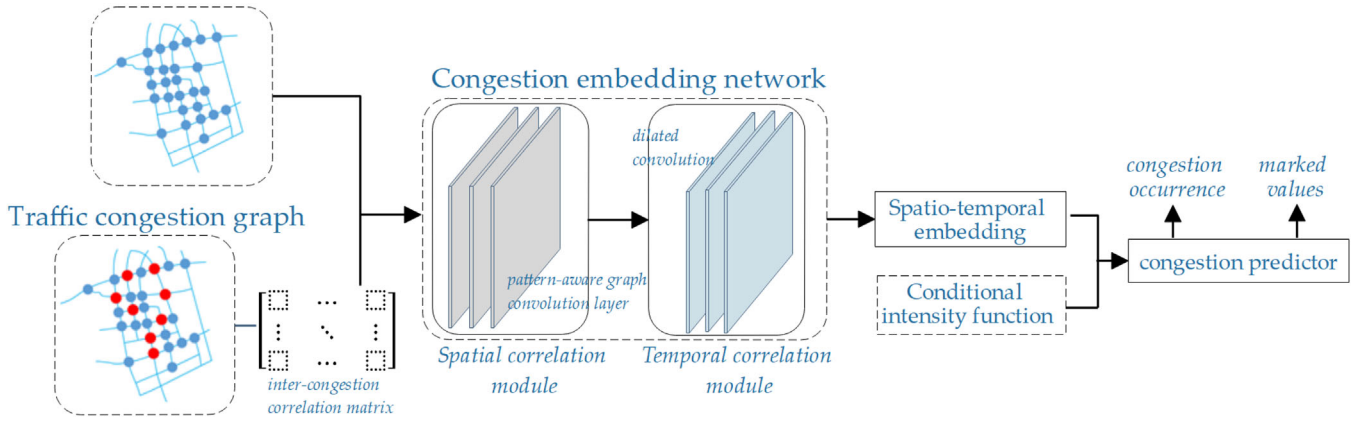 Traffic congestion graph
inter-congestion
correlation matrix
Congestion embedding network
pattern-aware graph
convolution layer
Spatial correlation
module
dilated
convolution
Temporal correlation
module
Spatio-temporal
embedding
Conditional
intensity function
congestion
occurrence
marked
values
congestion predictor